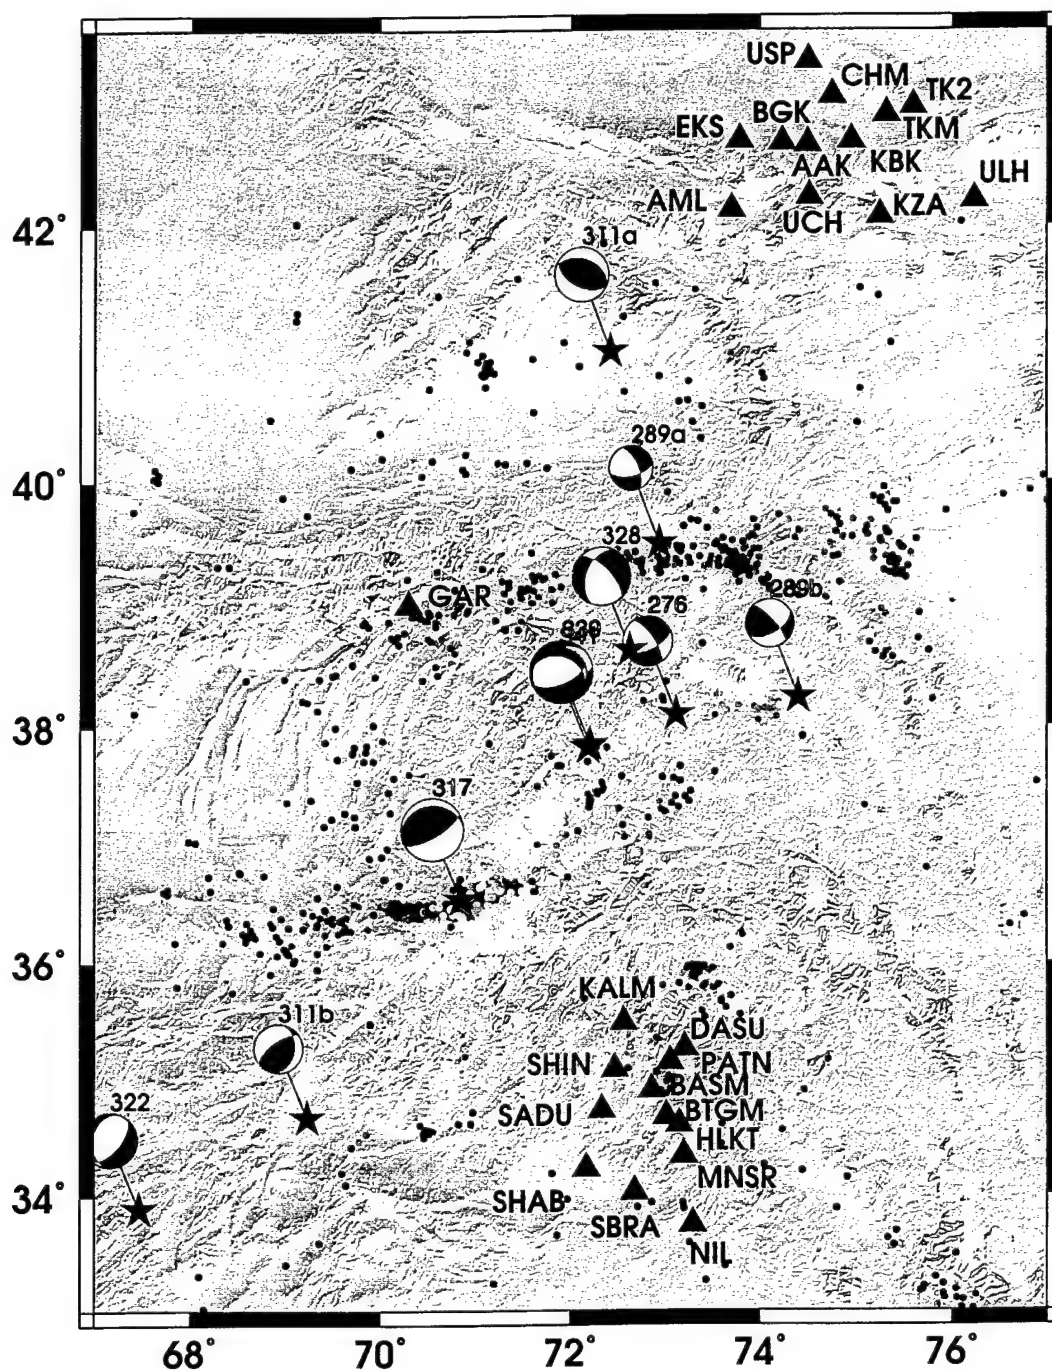 USP
CHM
TK2
BGK
EKS
TKM
AAK
KBK
ULH
AML
KZA
UCH
42°
311a
289a
40°
328
GAR
276
289b
38°
317
36°
KALM
311b
DASU
SHIN
PATN
BASM
322
SADU
BTGM
HLKT
MNSR
34°
SHAB
SBRA
NIL
68°
70°
72°
74°
76°